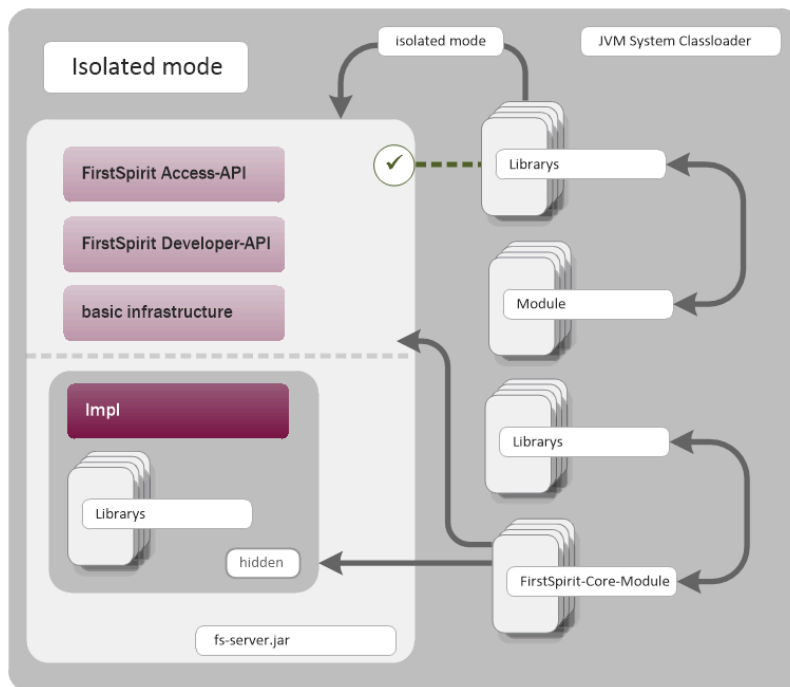 Isolated mode
isolated mode
JVM System Classloader
FirstSpirit Access-API
FirstSpirit Developer-API
basic infrastructure
Impl
Librarys
hidden
fs-server.jar
Librarys
Module
Librarys
FirstSpirit-Core-Module